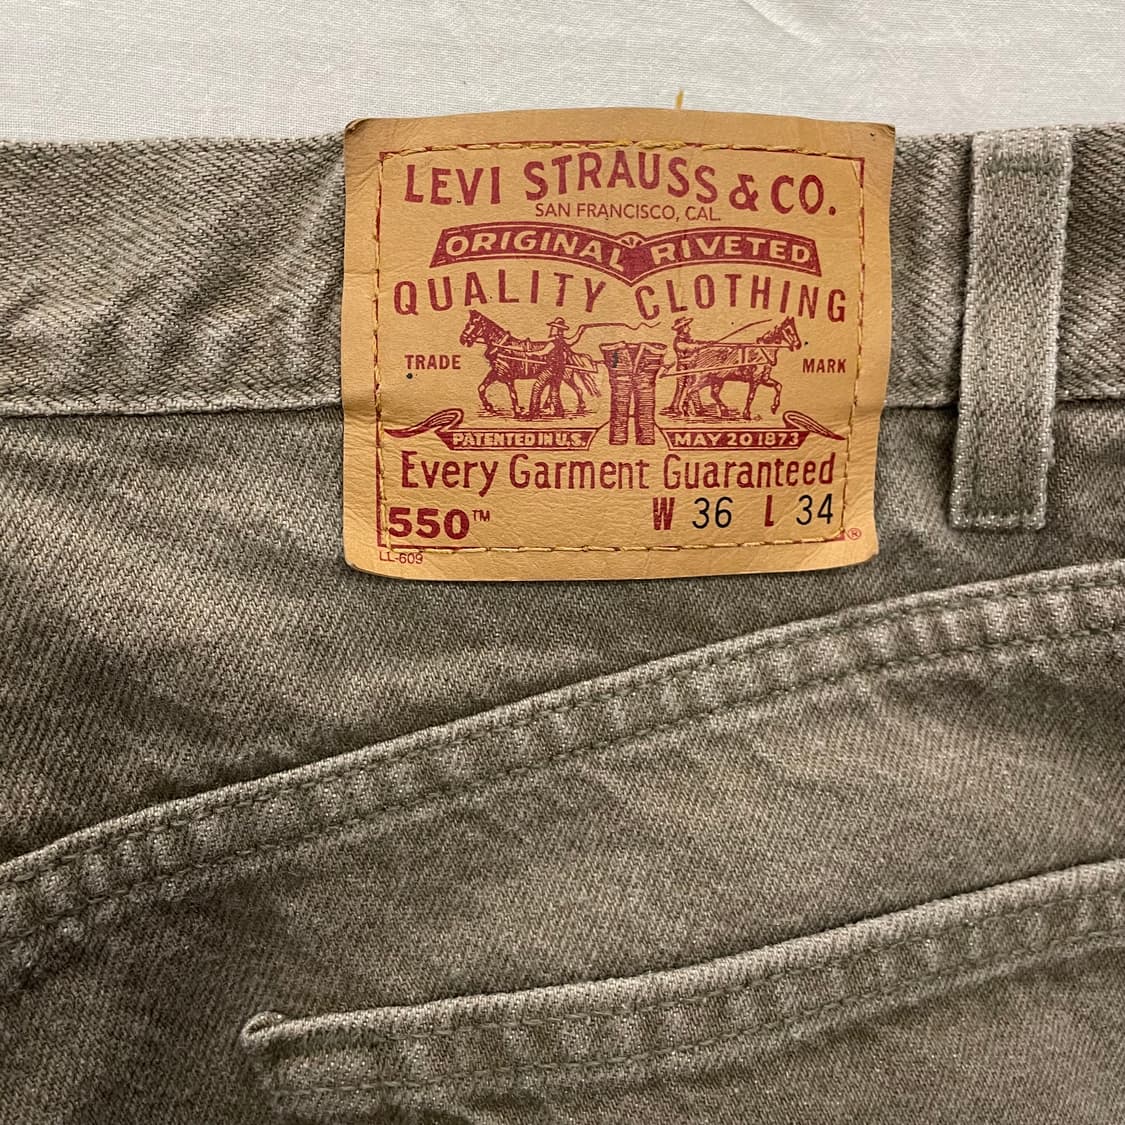 LEVI STRAUSS & CO.
SAN FRANCISCO, CAL.
ORIGINAL RIVETED
QUALITY CLOTHING
TRADE MARK
PATENTED IN U.S. MAY 20 1873
Every Garment Guaranteed
550™ W 36 L 34
LL-609 ®